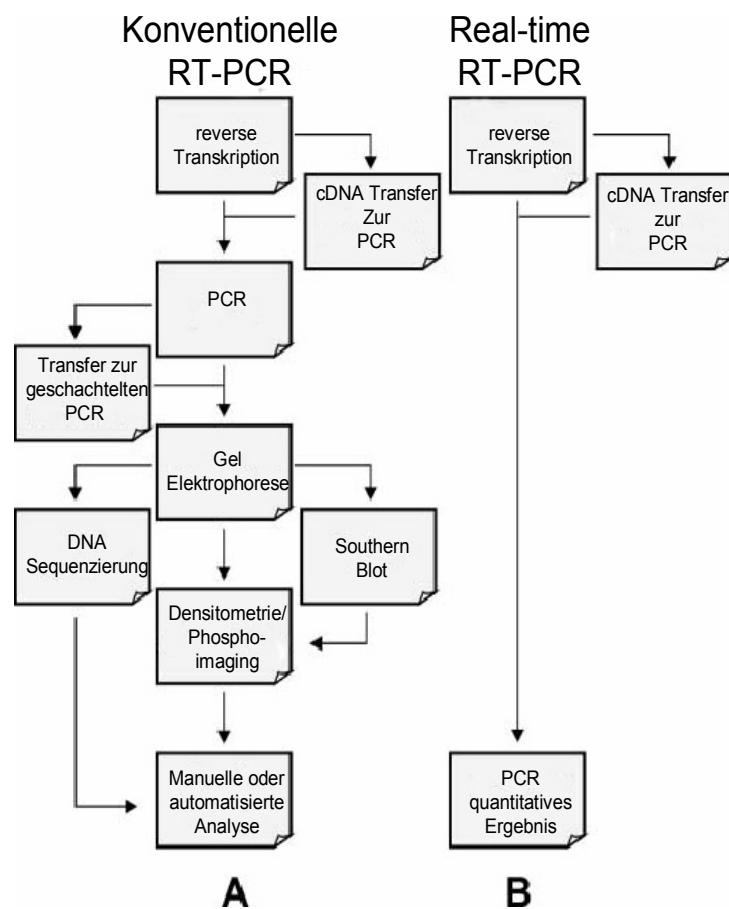 Konventionelle
RT-PCR
Real-time
RT-PCR
reverse
Transkription
cDNA Transfer
Zur
PCR
PCR
Transfer zur
geschachtelten
PCR
Gel
Elektrophorese
DNA
Sequenzierung
Southern
Blot
Densitometrie/
Phospho-
imaging
Manuelle oder
automatisierte
Analyse
A
reverse
Transkription
cDNA Transfer
zur
PCR
PCR
quantitatives
Ergebnis
B